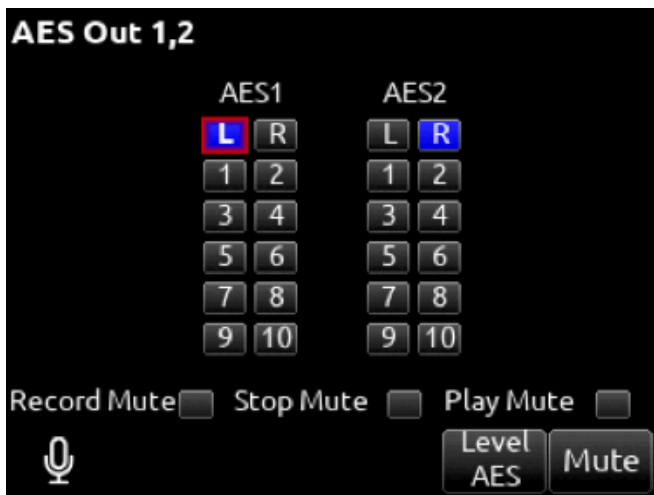 AES Out 1,2
AES1 AES2
L R L R
1 2 1 2
3 4 3 4
5 6 5 6
7 8 7 8
9 10 9 10
Record Mute Stop Mute Play Mute
Level
AES
Mute